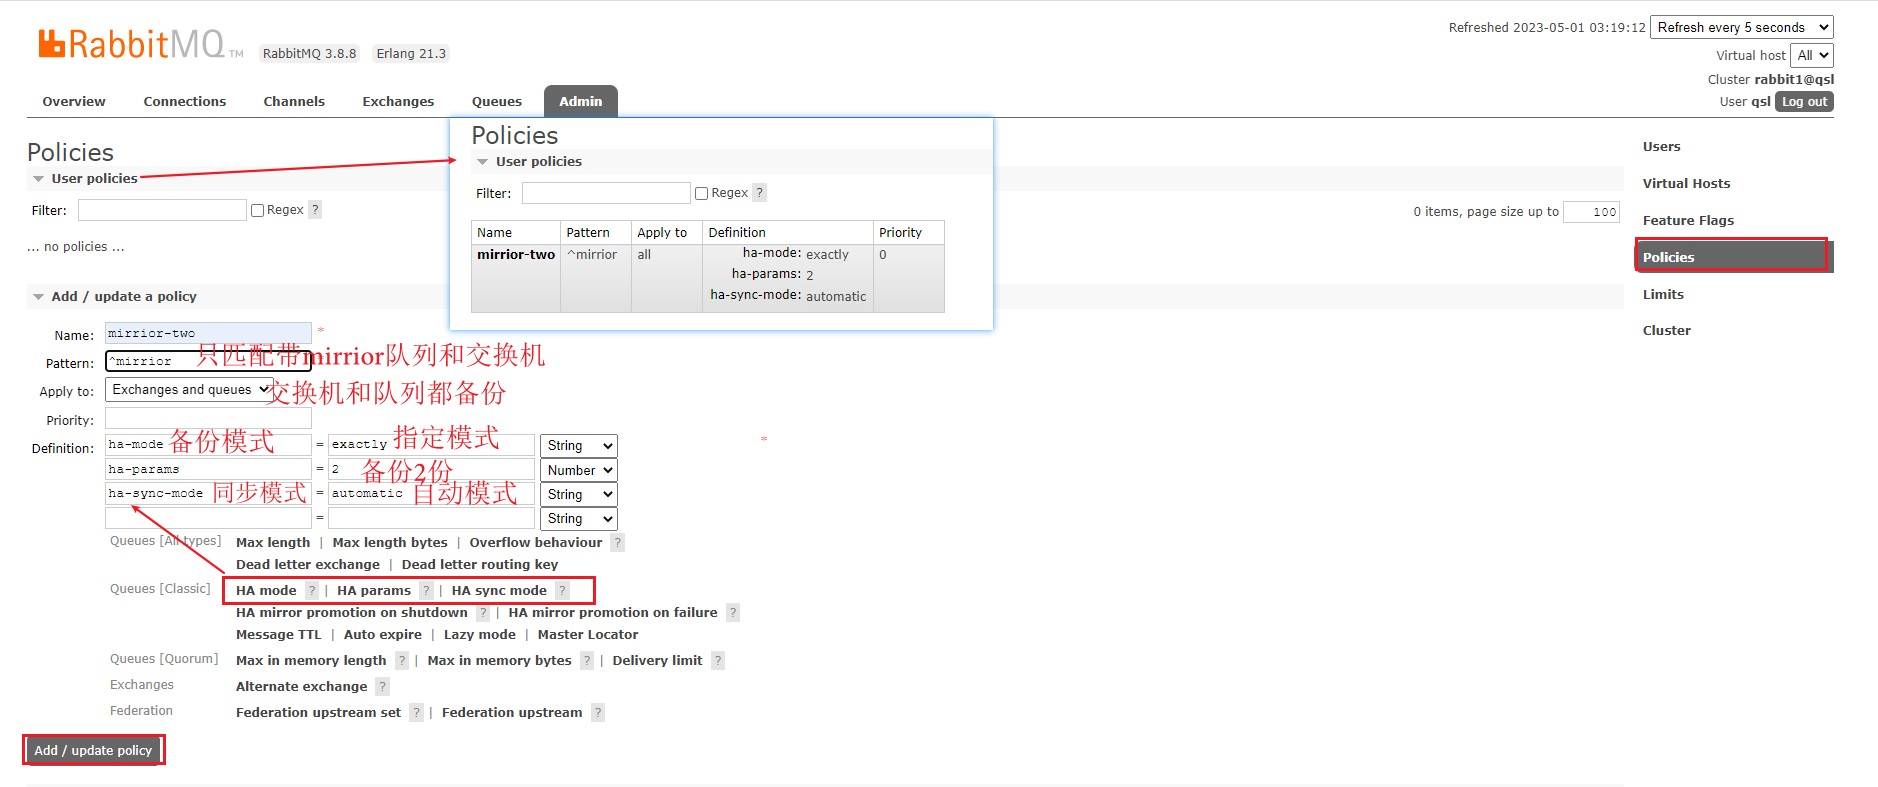 RabbitMQ TM RabbitMQ 3.8.8 Erlang 21.3
Refreshed 2023-05-01 03:19:12 Refresh every 5 seconds
Virtual host All
Cluster rabbit1@qsl
User qsl Log out
Overview Connections Channels Exchanges Queues Admin
Policies
User policies
Filter: Regex ?
... no policies ...
0 items, page size up to 100
Policies
User policies
Filter: Regex ?
Name Pattern Apply to Definition Priority
mirrior-two ^mirrior all ha-mode: exactly 0
ha-params: 2
ha-sync-mode: automatic
Users
Virtual Hosts
Feature Flags
Policies
Limits
Cluster
Add / update a policy
Name: mirrior-two *
Pattern: ^mirrior 只匹配带mirrior队列和交换机
Apply to: Exchanges and queues 交换机和队列都备份
Priority:
Definition: ha-mode 备份模式 = exactly 指定模式 String *
ha-params = 2 备份2份 Number
ha-sync-mode 同步模式 = automatic 自动模式 String
= String
Queues [All types] Max length | Max length bytes | Overflow behaviour ?
Dead letter exchange | Dead letter routing key
Queues [Classic] HA mode ? | HA params ? | HA sync mode ?
HA mirror promotion on shutdown ? | HA mirror promotion on failure ?
Message TTL | Auto expire | Lazy mode | Master Locator
Queues [Quorum] Max in memory length ? | Max in memory bytes ? | Delivery limit ?
Exchanges Alternate exchange ?
Federation Federation upstream set ? | Federation upstream ?
Add / update policy